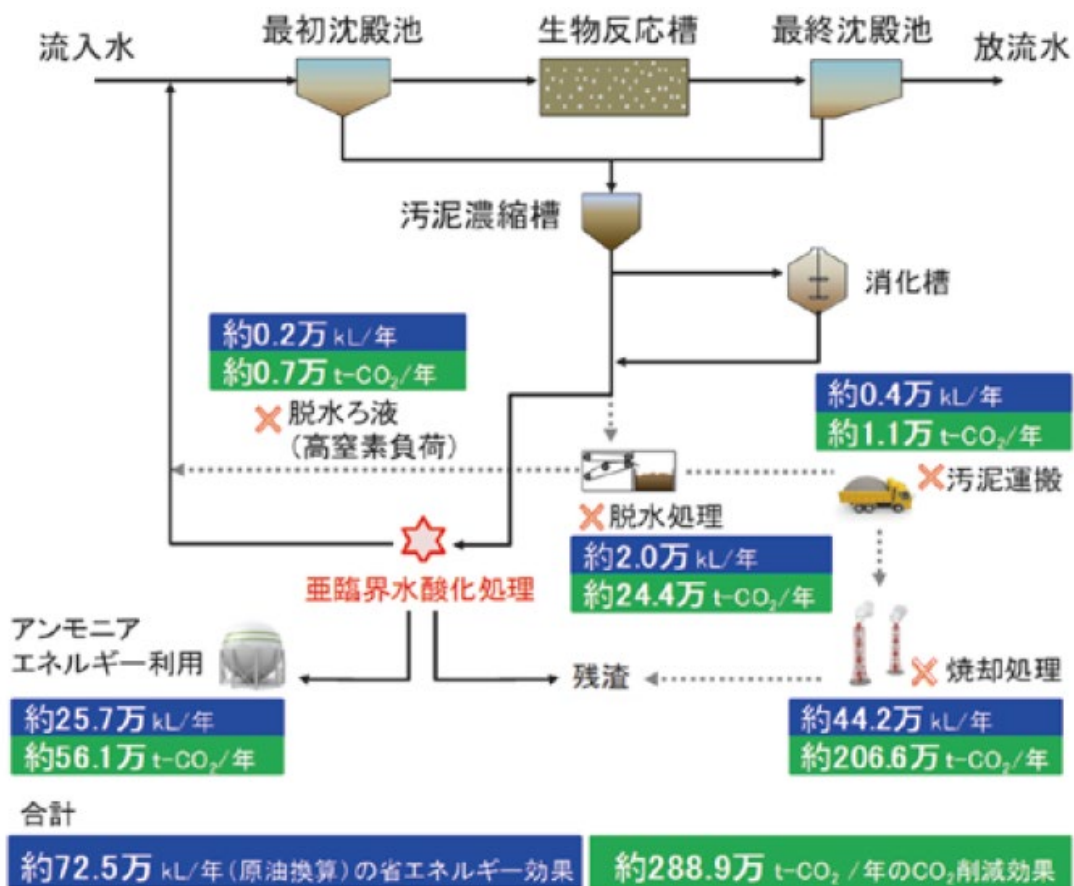 流入水
最初沈殿池
生物反応槽
最終沈殿池
放流水
汚泥濃縮槽
消化槽
約0.2万 kL/年
約0.7万 t-CO₂/年
脱水ろ液
(高窒素負荷)
約0.4万 kL/年
約1.1万 t-CO₂/年
汚泥運搬
脱水処理
約2.0万 kL/年
約24.4万 t-CO₂/年
亜臨界水酸化処理
アンモニア
エネルギー利用
約25.7万 kL/年
約56.1万 t-CO₂/年
残渣
焼却処理
約44.2万 kL/年
約206.6万 t-CO₂/年
合計
約72.5万 kL/年(原油換算)の省エネルギー効果
約288.9万 t-CO₂/年のCO₂削減効果